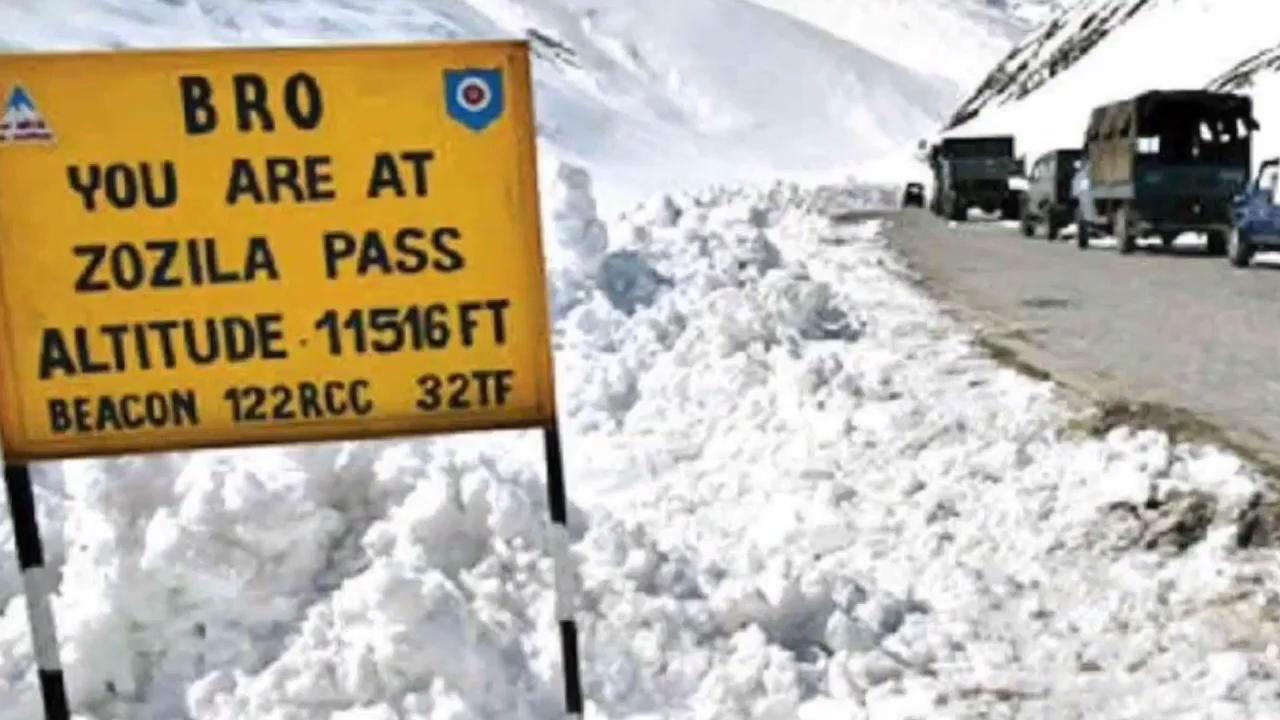 BRO
YOU ARE AT
ZOZILA PASS
ALTITUDE · 11516 FT
BEACON 122RCC 32TF